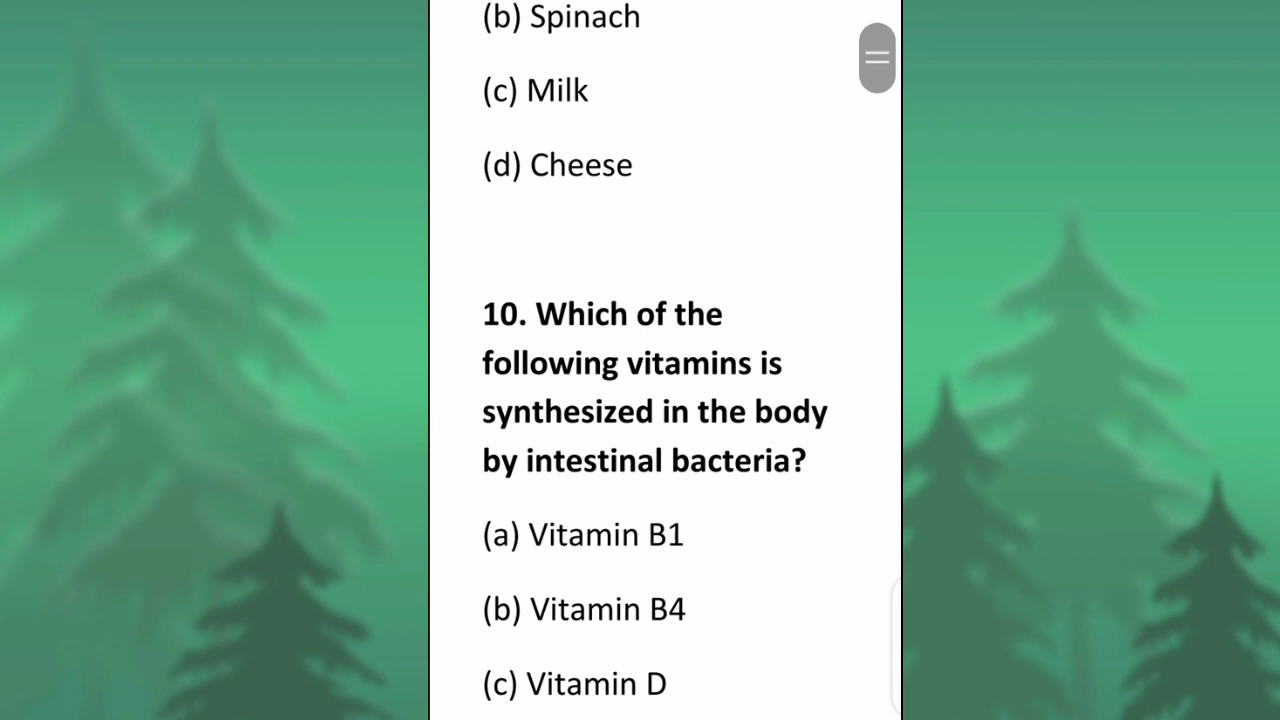 (b) Spinach
(c) Milk
(d) Cheese
10. Which of the
following vitamins is
synthesized in the body
by intestinal bacteria?
(a) Vitamin B1
(b) Vitamin B4
(c) Vitamin D